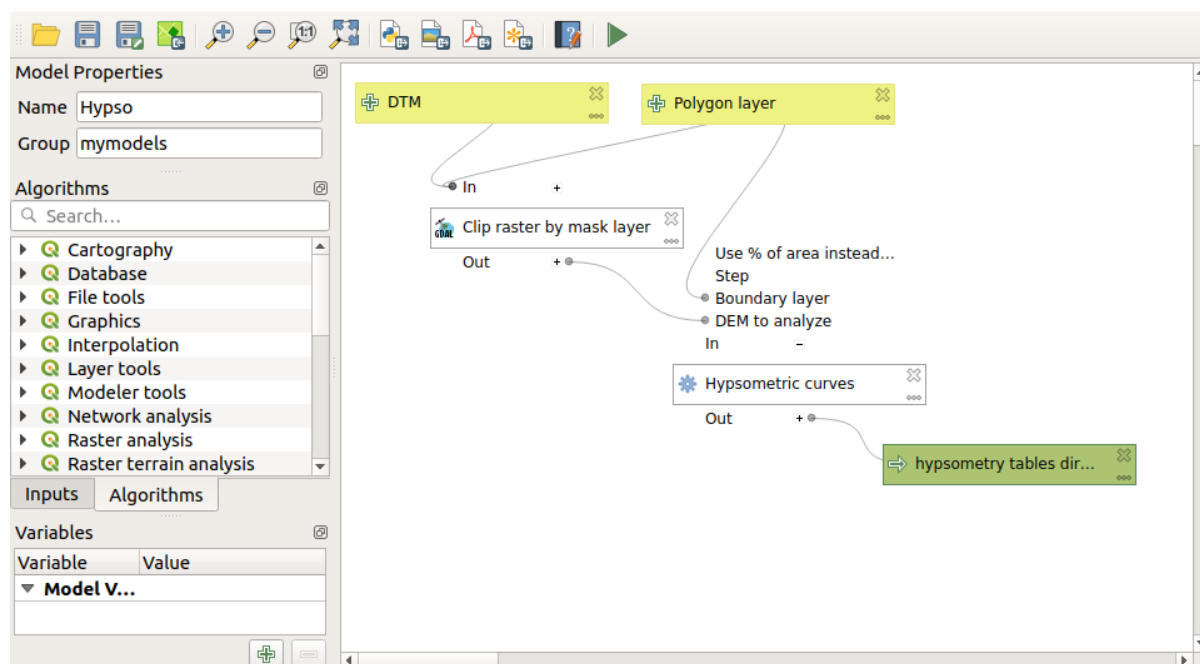 1:1
Model Properties
Name Hypso
Group mymodels
Algorithms
Search...
Cartography
Database
File tools
Graphics
Interpolation
Layer tools
Modeler tools
Network analysis
Raster analysis
Raster terrain analysis
Inputs Algorithms
Variables
Variable Value
Model V...
DTM
Polygon layer
In
GDAL Clip raster by mask layer
Out
Use % of area instead...
Step
Boundary layer
DEM to analyze
In
Hypsometric curves
Out
hypsometry tables dir...